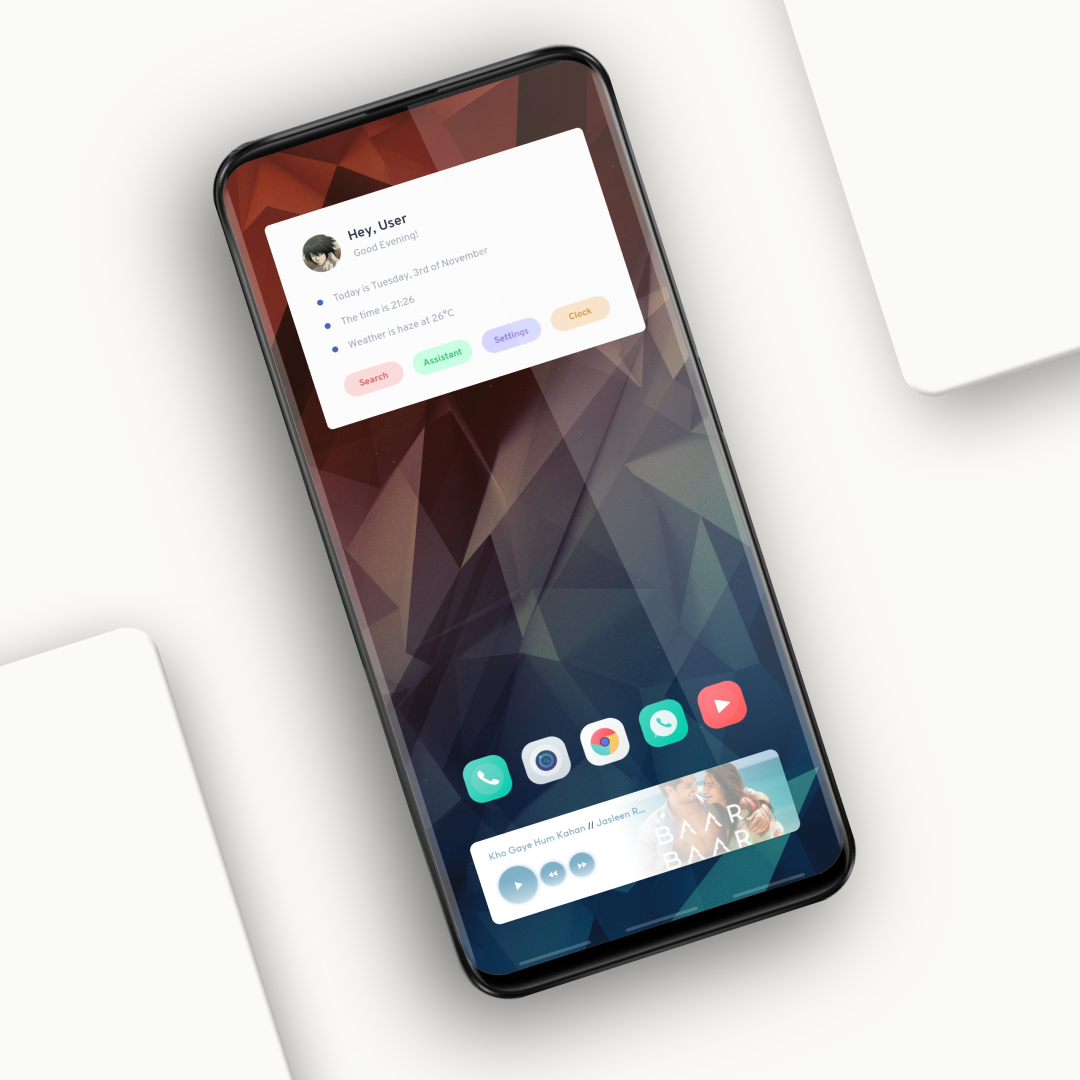 Hey, User
Good Evening!
Today is Tuesday, 3rd of November
The time is 21:26
Weather is haze at 26°C
Search
Assistant
Settings
Clock
Kho Gaye Hum Kahan // Jasleen R...
BAAR
BAAR